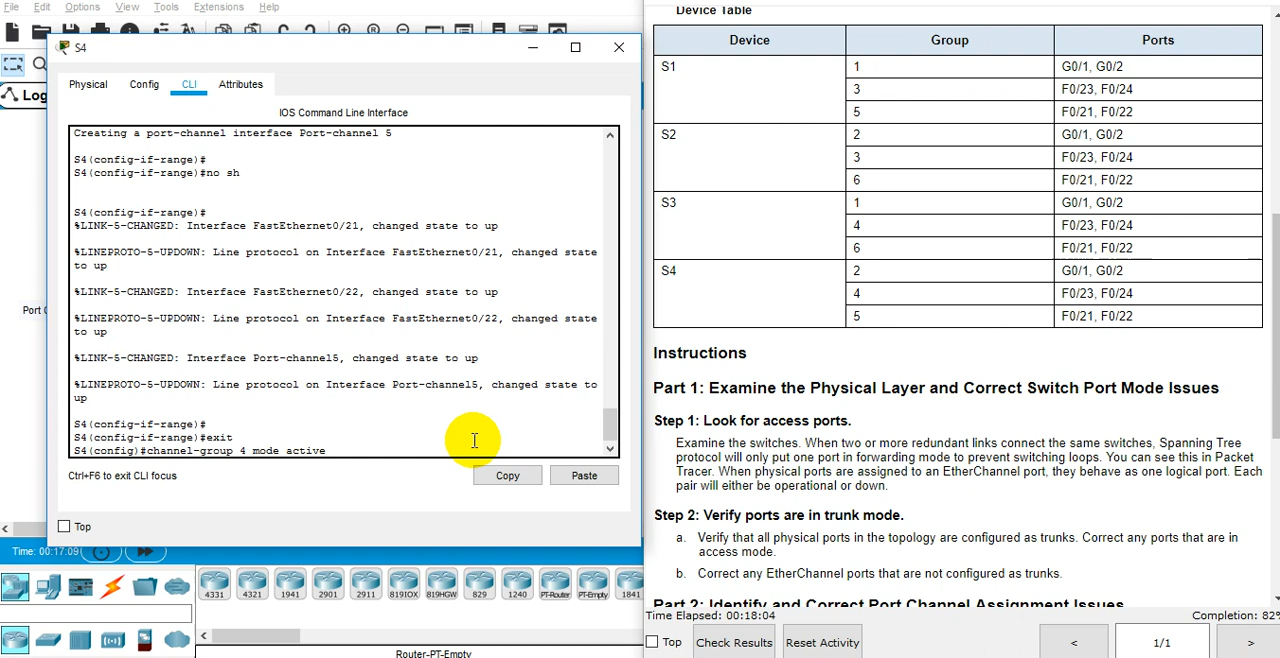 File Edit Options View Tools Extensions Help
S4
Physical Config CLI Attributes
IOS Command Line Interface
Creating a port-channel interface Port-channel 5
S4(config-if-range)#
S4(config-if-range)#no sh
S4(config-if-range)#
%LINK-5-CHANGED: Interface FastEthernet0/21, changed state to up
%LINEPROTO-5-UPDOWN: Line protocol on Interface FastEthernet0/21, changed state
to up
%LINK-5-CHANGED: Interface FastEthernet0/22, changed state to up
%LINEPROTO-5-UPDOWN: Line protocol on Interface FastEthernet0/22, changed state
to up
%LINK-5-CHANGED: Interface Port-channel5, changed state to up
%LINEPROTO-5-UPDOWN: Line protocol on Interface Port-channel5, changed state to
up
S4(config-if-range)#
S4(config-if-range)#exit
S4(config)#channel-group 4 mode active
Ctrl+F6 to exit CLI focus
Copy Paste
Top
Log
Port
Time: 00:17:09
4331 4321 1941 2901 2911 819IOX 819HGW 829 1240 PT-Router PT-Empty 1841
Router-PT-Empty
Device Table
Device Group Ports
S1 1 G0/1, G0/2
3 F0/23, F0/24
5 F0/21, F0/22
S2 2 G0/1, G0/2
3 F0/23, F0/24
6 F0/21, F0/22
S3 1 G0/1, G0/2
4 F0/23, F0/24
6 F0/21, F0/22
S4 2 G0/1, G0/2
4 F0/23, F0/24
5 F0/21, F0/22
Instructions
Part 1: Examine the Physical Layer and Correct Switch Port Mode Issues
Step 1: Look for access ports.
Examine the switches. When two or more redundant links connect the same switches, Spanning Tree
protocol will only put one port in forwarding mode to prevent switching loops. You can see this in Packet
Tracer. When physical ports are assigned to an EtherChannel port, they behave as one logical port. Each
pair will either be operational or down.
Step 2: Verify ports are in trunk mode.
a. Verify that all physical ports in the topology are configured as trunks. Correct any ports that are in
access mode.
b. Correct any EtherChannel ports that are not configured as trunks.
Part 2: Identify and Correct Port Channel Assignment Issues
Time Elapsed: 00:18:04 Completion: 82%
Top Check Results Reset Activity < 1/1 >